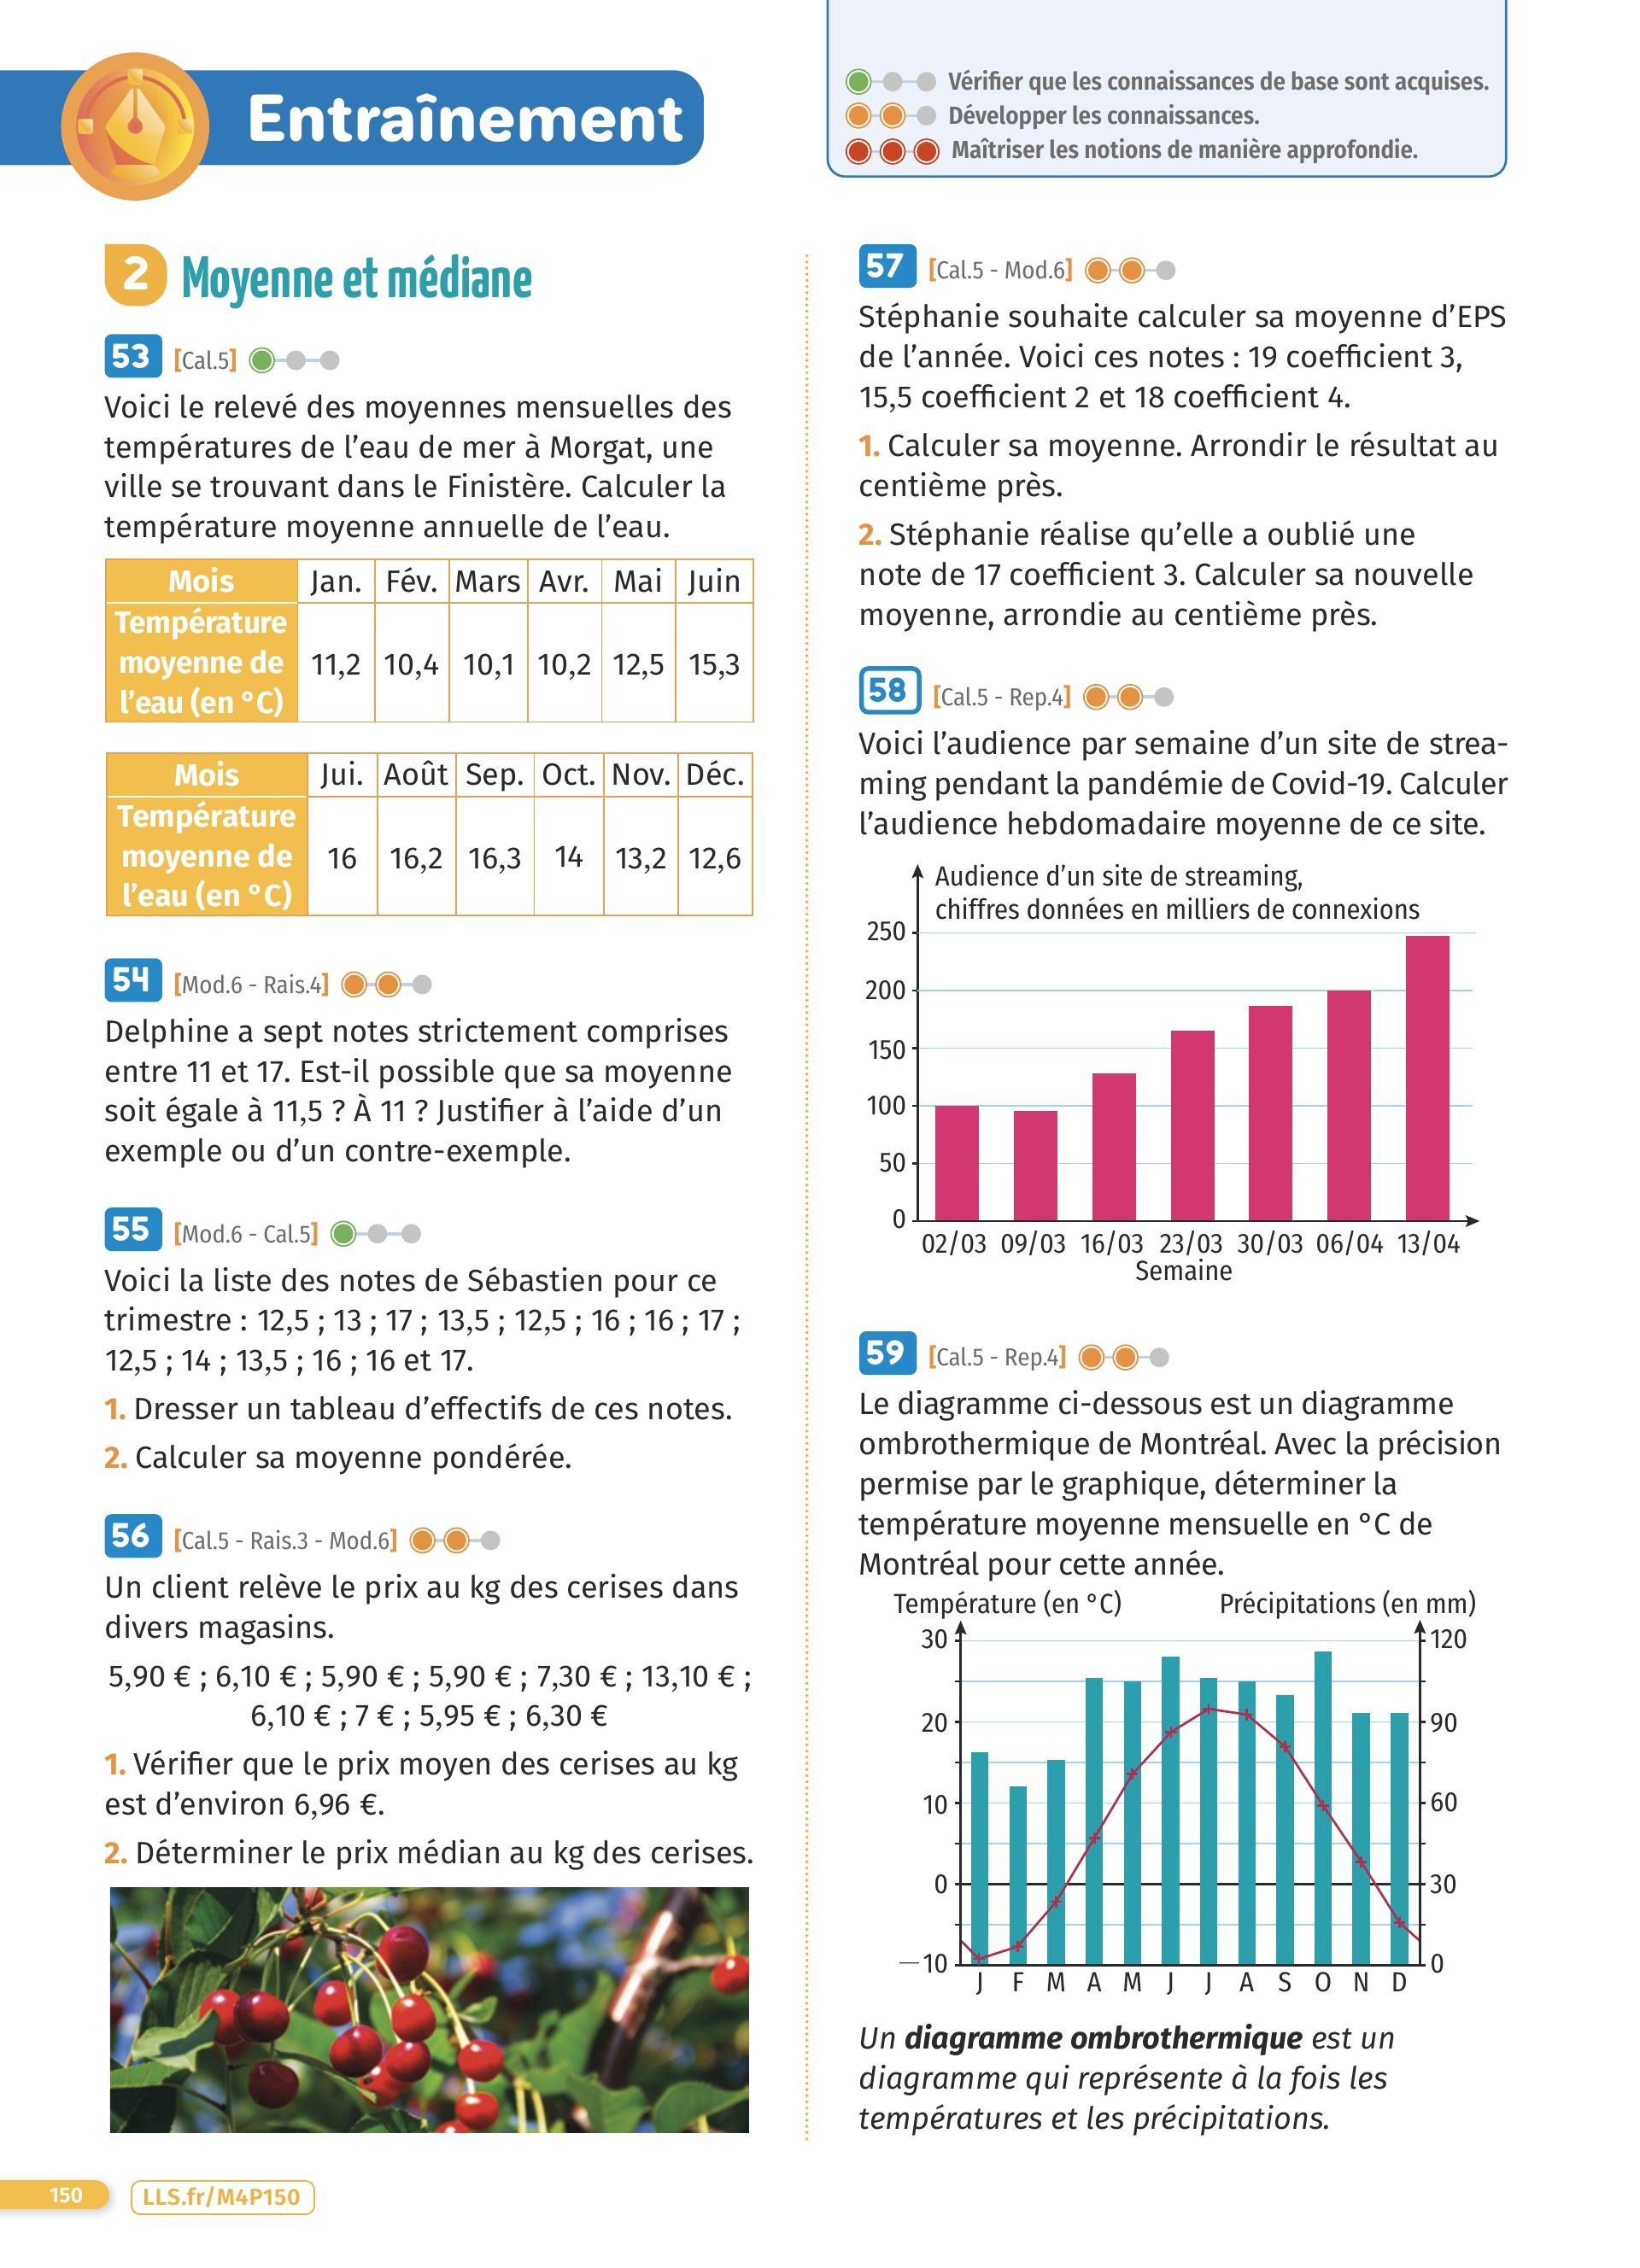 Entraînement
Vérifier que les connaissances de base sont acquises.
Développer les connaissances.
Maîtriser les notions de manière approfondie.
2 Moyenne et médiane
53 [Cal.5]
Voici le relevé des moyennes mensuelles des
températures de l'eau de mer à Morgat, une
ville se trouvant dans le Finistère. Calculer la
température moyenne annuelle de l'eau.
Mois Jan. Fév. Mars Avr. Mai Juin
Température
moyenne de
l'eau (en °C)
11,2 10,4 10,1 10,2 12,5 15,3
Mois Jui. Août Sep. Oct. Nov. Déc.
Température
moyenne de
l'eau (en °C)
16 16,2 16,3 14 13,2 12,6
54 [Mod.6 - Rais.4]
Delphine a sept notes strictement comprises
entre 11 et 17. Est-il possible que sa moyenne
soit égale à 11,5 ? À 11 ? Justifier à l'aide d'un
exemple ou d'un contre-exemple.
55 [Mod.6 - Cal.5]
Voici la liste des notes de Sébastien pour ce
trimestre : 12,5 ; 13 ; 17 ; 13,5 ; 12,5 ; 16 ; 16 ; 17 ;
12,5 ; 14 ; 13,5 ; 16 ; 16 et 17.
1. Dresser un tableau d'effectifs de ces notes.
2. Calculer sa moyenne pondérée.
56 [Cal.5 - Rais.3 - Mod.6]
Un client relève le prix au kg des cerises dans
divers magasins.
5,90 € ; 6,10 € ; 5,90 € ; 5,90 € ; 7,30 € ; 13,10 € ;
6,10 € ; 7 € ; 5,95 € ; 6,30 €
1. Vérifier que le prix moyen des cerises au kg
est d'environ 6,96 €.
2. Déterminer le prix médian au kg des cerises.
57 [Cal.5 - Mod.6]
Stéphanie souhaite calculer sa moyenne d'EPS
de l'année. Voici ces notes : 19 coefficient 3,
15,5 coefficient 2 et 18 coefficient 4.
1. Calculer sa moyenne. Arrondir le résultat au
centième près.
2. Stéphanie réalise qu'elle a oublié une
note de 17 coefficient 3. Calculer sa nouvelle
moyenne, arrondie au centième près.
58 [Cal.5 - Rep.4]
Voici l'audience par semaine d'un site de strea-
ming pendant la pandémie de Covid-19. Calculer
l'audience hebdomadaire moyenne de ce site.
Audience d'un site de streaming,
chiffres données en milliers de connexions
250
200
150
100
50
0
02/03 09/03 16/03 23/03 30/03 06/04 13/04
Semaine
59 [Cal.5 - Rep.4]
Le diagramme ci-dessous est un diagramme
ombrothermique de Montréal. Avec la précision
permise par le graphique, déterminer la
température moyenne mensuelle en °C de
Montréal pour cette année.
Température (en °C) Précipitations (en mm)
30 120
20 90
10 60
0 30
—10 0
J F M A M J J A S O N D
Un diagramme ombrothermique est un
diagramme qui représente à la fois les
températures et les précipitations.
150 LLS.fr/M4P150